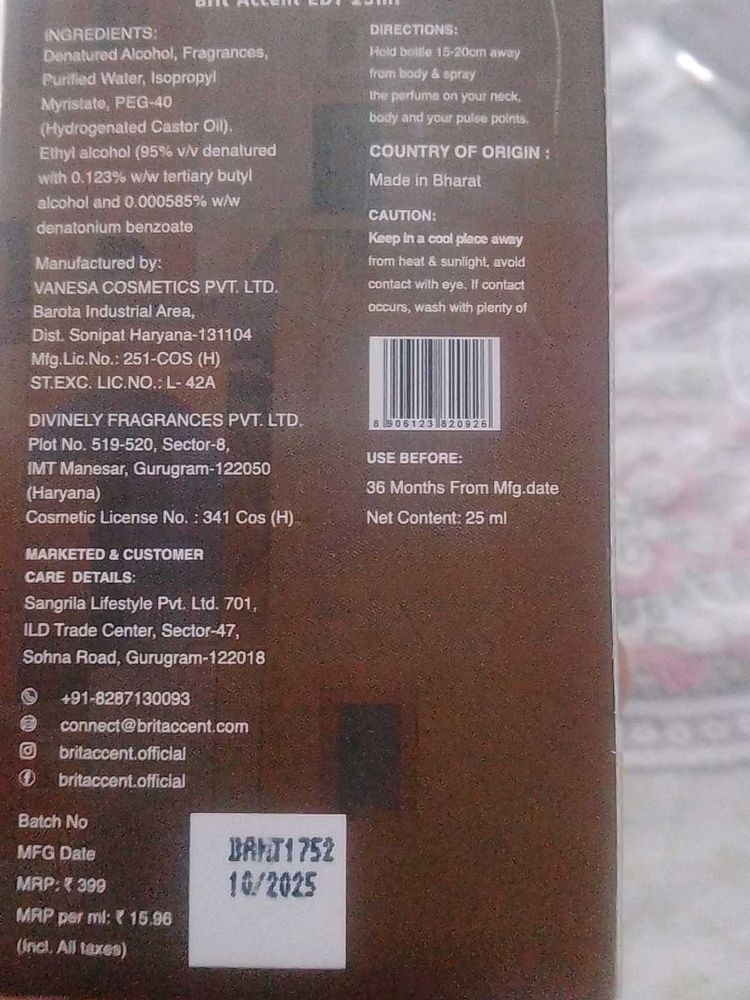 Brit Accent EDT 25ml
INGREDIENTS:
Denatured Alcohol, Fragrances,
Purified Water, Isopropyl
Myristate, PEG-40
(Hydrogenated Castor Oil).
Ethyl alcohol (95% v/v denatured
with 0.123% w/w tertiary butyl
alcohol and 0.000585% w/w
denatonium benzoate
Manufactured by:
VANESA COSMETICS PVT. LTD.
Barota Industrial Area,
Dist. Sonipat Haryana-131104
Mfg.Lic.No.: 251-COS (H)
ST.EXC. LIC.NO.: L- 42A
DIVINELY FRAGRANCES PVT. LTD.
Plot No. 519-520, Sector-8,
IMT Manesar, Gurugram-122050
(Haryana)
Cosmetic License No. : 341 Cos (H)
MARKETED & CUSTOMER
CARE DETAILS:
Sangrila Lifestyle Pvt. Ltd. 701,
ILD Trade Center, Sector-47,
Sohna Road, Gurugram-122018
+91-8287130093
connect@britaccent.com
britaccent.official
britaccent.official
Batch No
MFG Date
MRP: ₹ 399
MRP per ml: ₹ 15.96
(Incl. All taxes)
1752
10/2025
DIRECTIONS:
Hold bottle 15-20cm away
from body & spray
the perfume on your neck,
body and your pulse points.
COUNTRY OF ORIGIN :
Made in Bharat
CAUTION:
Keep in a cool place away
from heat & sunlight, avoid
contact with eye. If contact
occurs, wash with plenty of
8 906123 820926
USE BEFORE:
36 Months From Mfg.date
Net Content: 25 ml